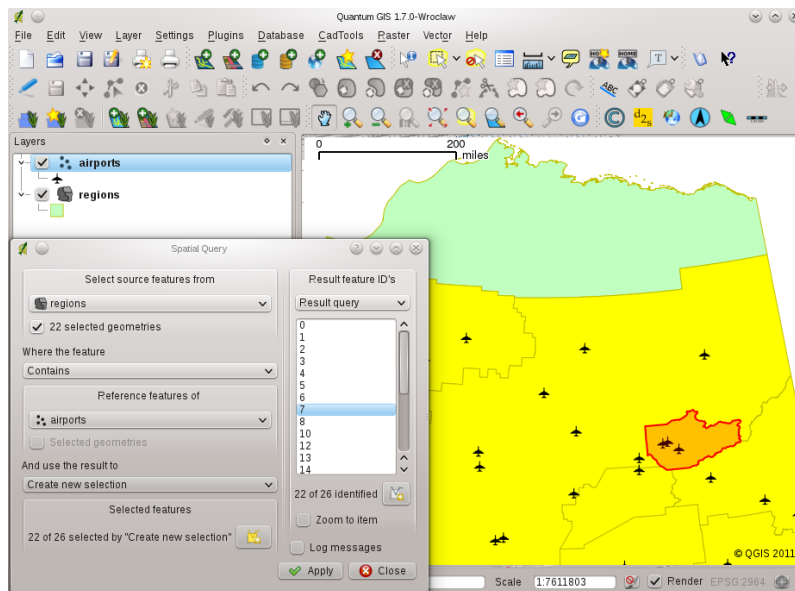 Quantum GIS 1.7.0-Wroclaw
File Edit View Layer Settings Plugins Database CadTools Raster Vector Help
Layers
airports
regions
0 200 miles
Spatial Query
Select source features from
regions
22 selected geometries
Where the feature
Contains
Reference features of
airports
Selected geometries
And use the result to
Create new selection
Selected features
22 of 26 selected by "Create new selection"
Result feature ID's
Result query
0
1
2
3
4
5
6
7
8
10
12
13
14
22 of 26 identified
Zoom to item
Log messages
Apply Close
© QGIS 2011
Scale 1:7611803 Render EPSG:2964